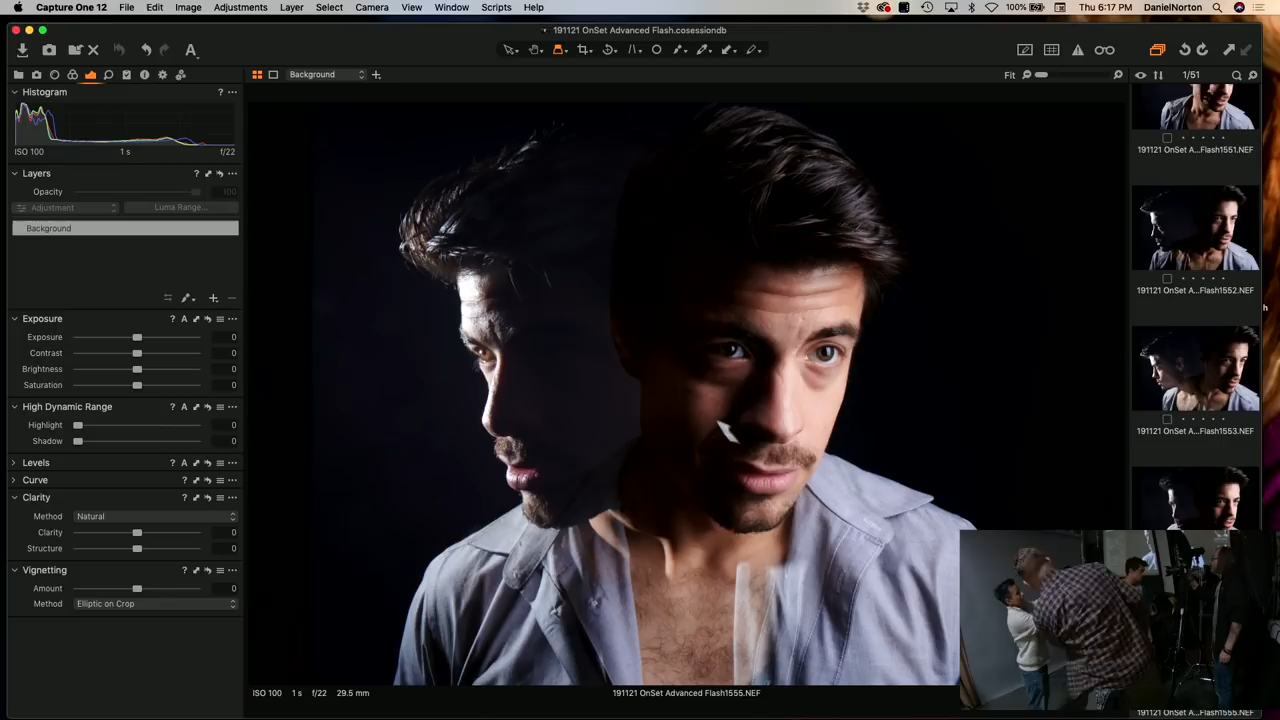 Capture One 12 File Edit Image Adjustments Layer Select Camera View Window Scripts Help 100% Thu 6:17 PM DanielNorton
191121 OnSet Advanced Flash.cosessiondb
A
Background Fit 1/51
Histogram ?
ISO 100 1 s f/22
Layers ?
Opacity 100
Adjustment Luma Range...
Background
Exposure ? A
Exposure 0
Contrast 0
Brightness 0
Saturation 0
High Dynamic Range ? A
Highlight 0
Shadow 0
Levels ? A
Curve ?
Clarity ?
Method Natural
Clarity 0
Structure 0
Vignetting ? A
Amount 0
Method Elliptic on Crop
191121 OnSet A...Flash1551.NEF
191121 OnSet A...Flash1552.NEF
191121 OnSet A...Flash1553.NEF
ISO 100 1 s f/22 29.5 mm 191121 OnSet Advanced Flash1555.NEF
191121 OnSet A...Flash1555.NEF